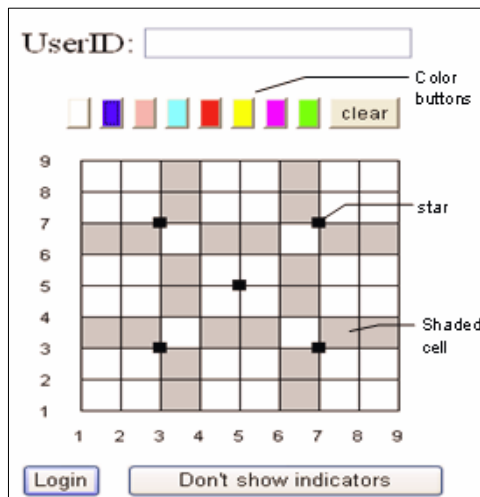 UserID:
Color
buttons
clear
9
8
7
star
6
5
4
Shaded
cell
3
2
1
1 2 3 4 5 6 7 8 9
Login Don't show indicators